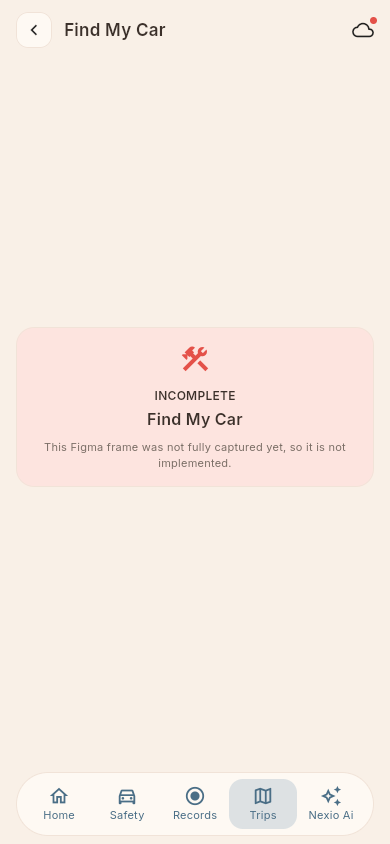 Find My Car
INCOMPLETE
Find My Car
This Figma frame was not fully captured yet, so it is not
implemented.
Home
Safety
Records
Trips
Nexio Ai